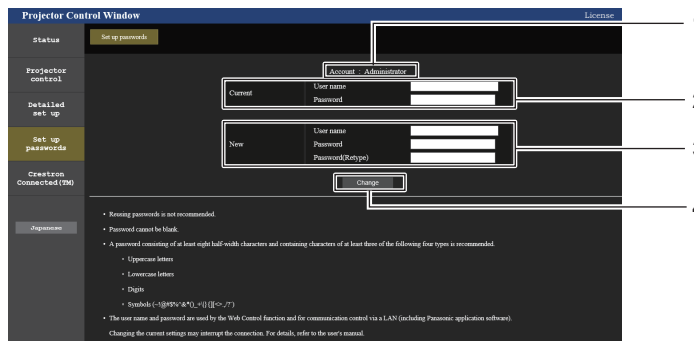 Projector Control Window License
Status
Set up passwords
Projector control
Detailed set up
Set up passwords
Crestron Connected(TM)
Japanese
Account : Administrator
Current
User name
Password
New
User name
Password
Password(Retype)
Change
• Reusing passwords is not recommended.
• Password cannot be blank.
• A password consisting of at least eight half-width characters and containing characters of at least three of the following four types is recommended.
• Uppercase letters
• Lowercase letters
• Digits
• Symbols
• The user name and password are used by the Web Control function and for communication control via a LAN (including Panasonic application software).
Changing the current settings may interrupt the connection. For details, refer to the user's manual.